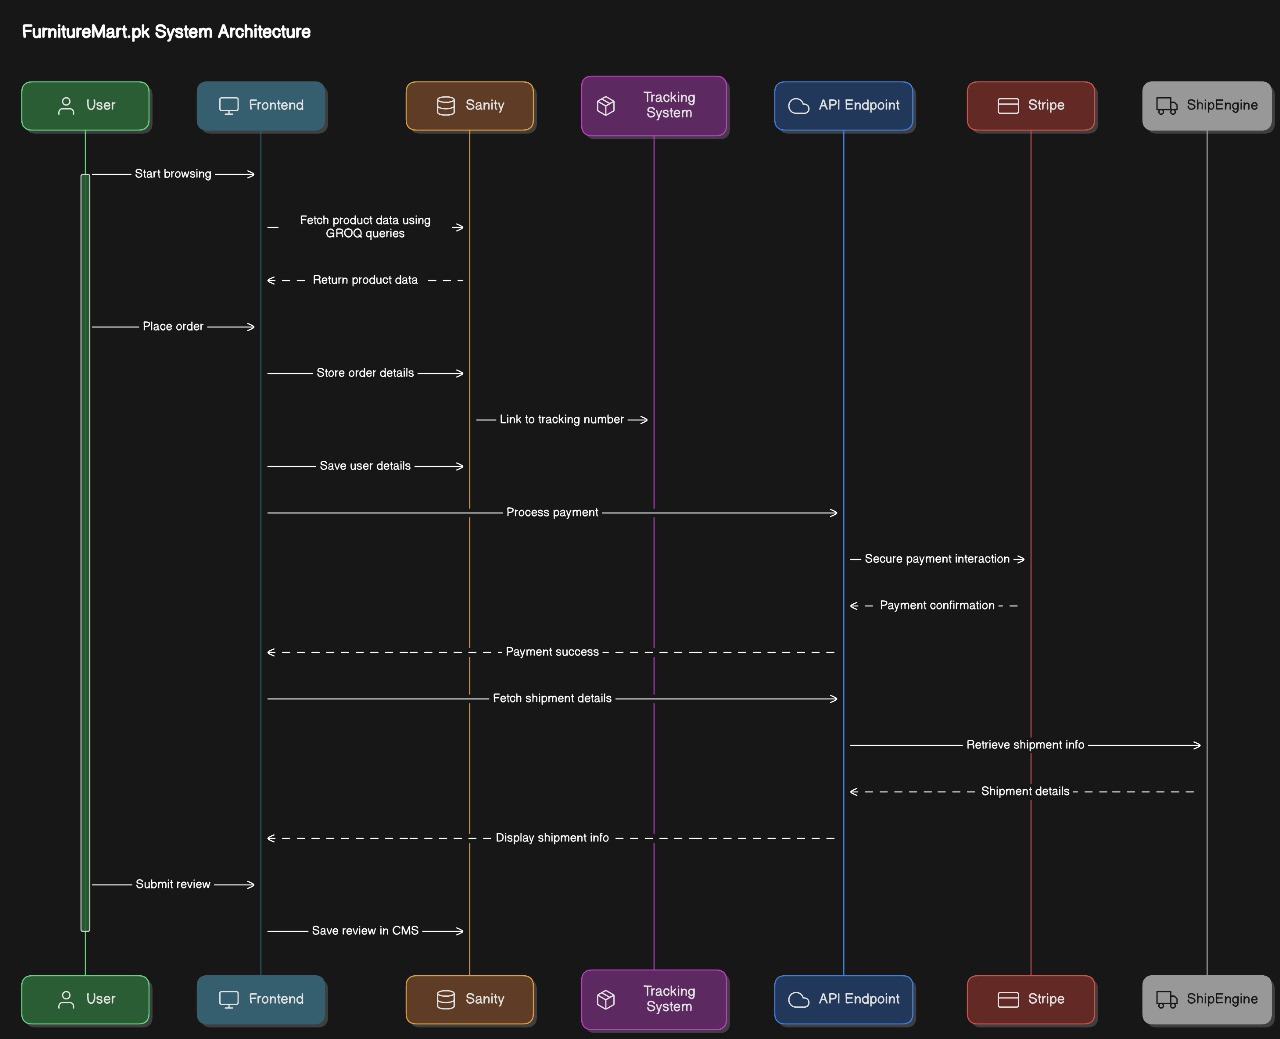 FurnitureMart.pk System Architecture
User
Frontend
Sanity
Tracking
System
API Endpoint
Stripe
ShipEngine
Start browsing
Fetch product data using
GROQ queries
Return product data
Place order
Store order details
Link to tracking number
Save user details
Process payment
Secure payment interaction
Payment confirmation
Payment success
Fetch shipment details
Retrieve shipment info
Shipment details
Display shipment info
Submit review
Save review in CMS
User
Frontend
Sanity
Tracking
System
API Endpoint
Stripe
ShipEngine